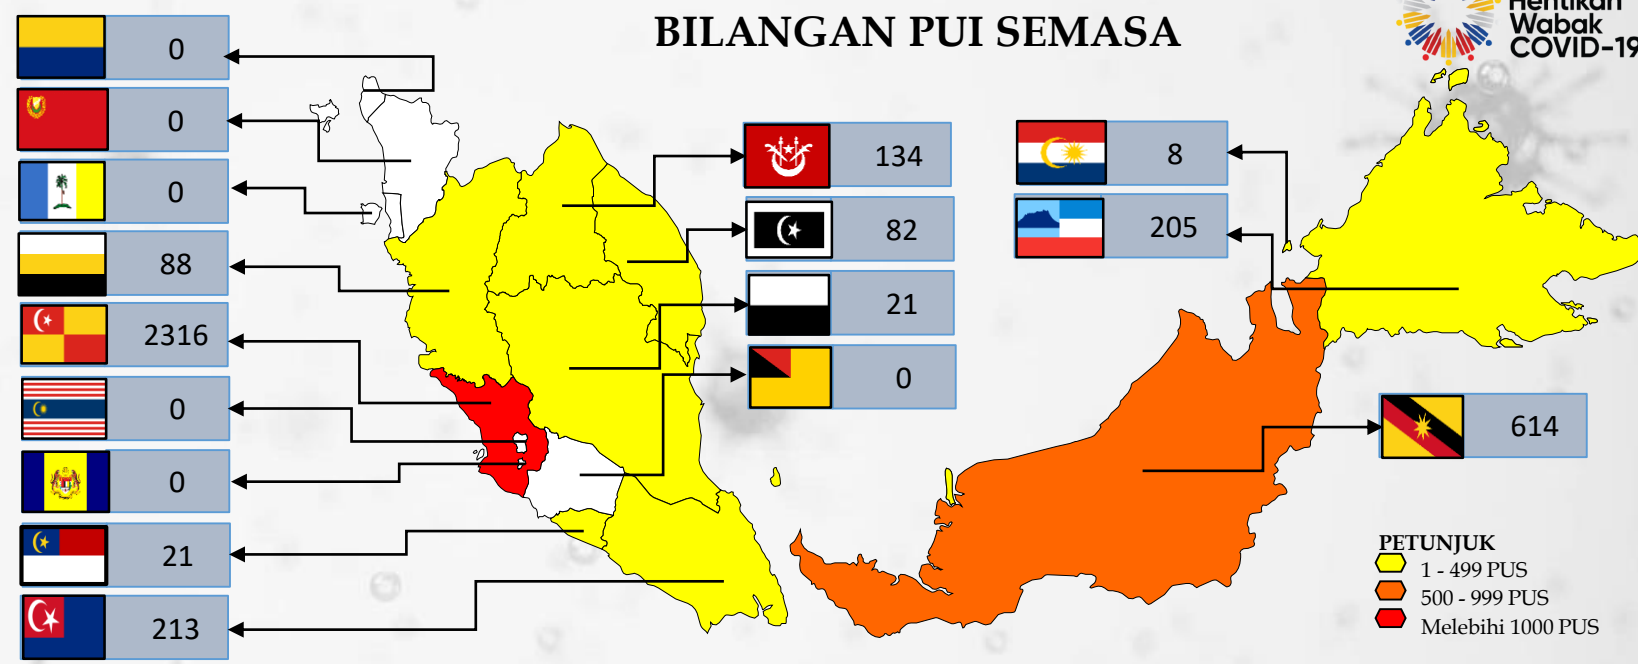 BILANGAN PUI SEMASA
Hentikan
Wabak
COVID-19
0
0
0
88
2316
0
0
21
213
134
82
21
0
8
205
614
PETUNJUK
1 - 499 PUS
500 - 999 PUS
Melebihi 1000 PUS